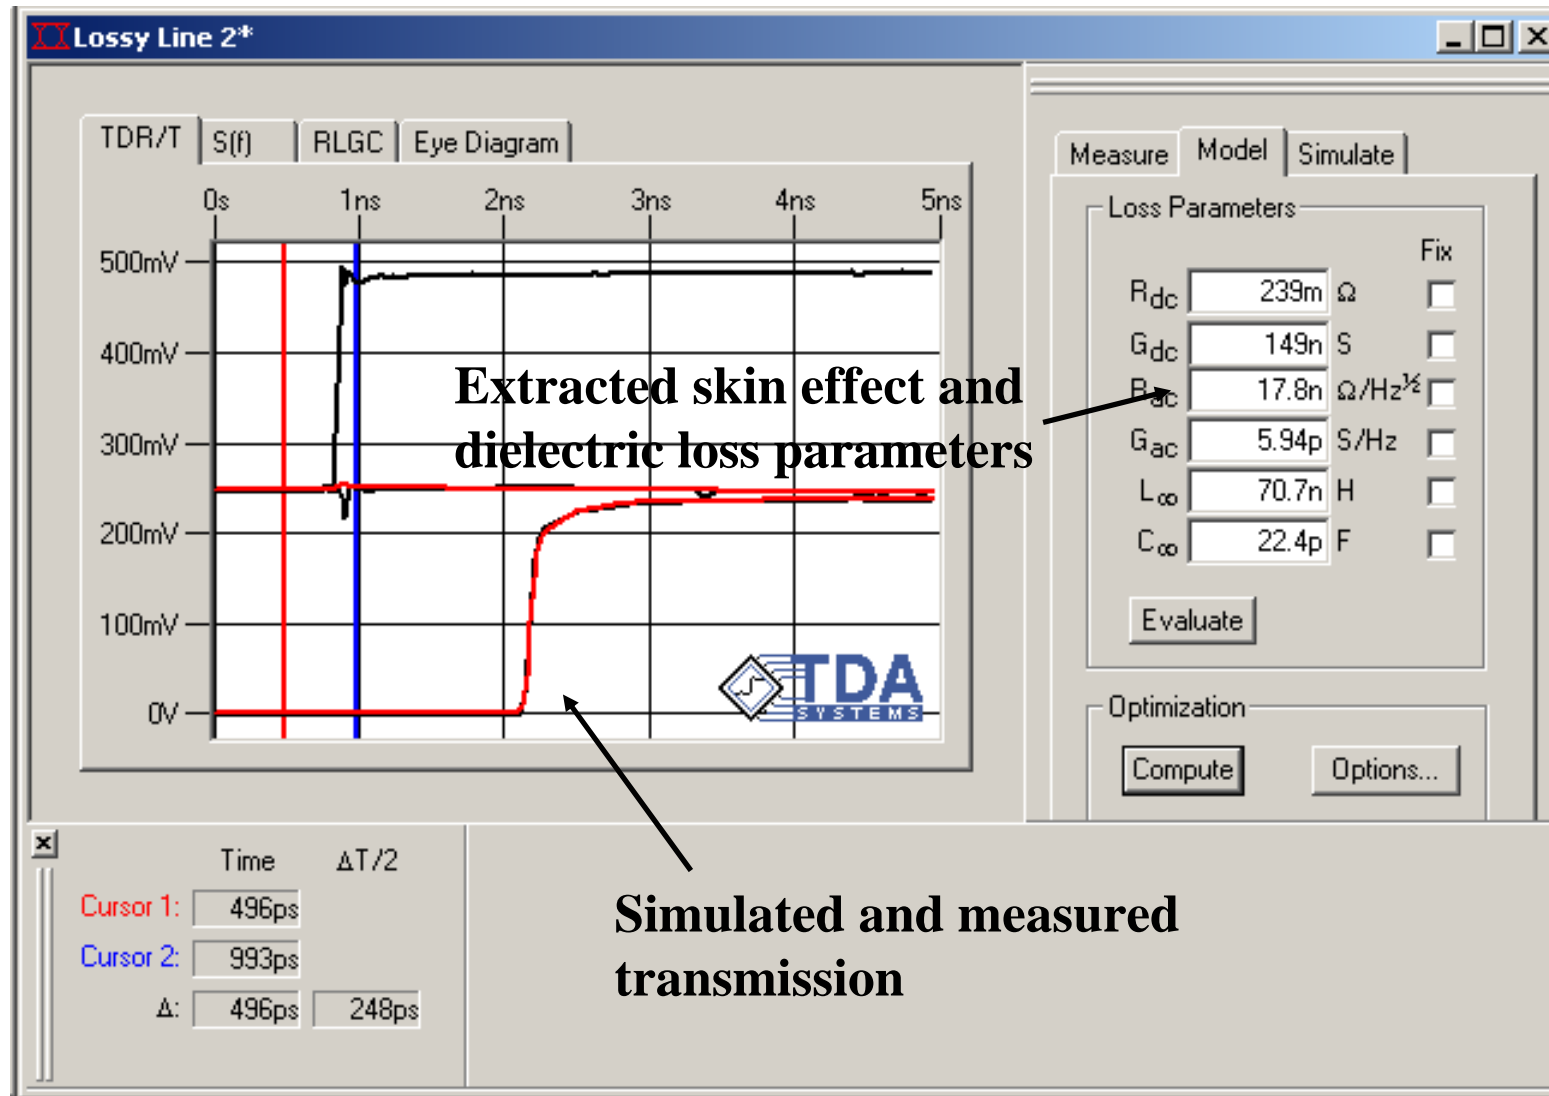 Lossy Line 2*
TDR/T S(f) RLGC Eye Diagram
0s 1ns 2ns 3ns 4ns 5ns
500mV
400mV
300mV
200mV
100mV
0V
Extracted skin effect and
dielectric loss parameters
TDA
SYSTEMS
Measure Model Simulate
Loss Parameters
Fix
Rdc 239m Ω
Gdc 149n S
Rac 17.8n Ω/Hz½
Gac 5.94p S/Hz
L∞ 70.7n H
C∞ 22.4p F
Evaluate
Optimization
Compute Options...
Time ΔT/2
Cursor 1: 496ps
Cursor 2: 993ps
Δ: 496ps 248ps
Simulated and measured
transmission